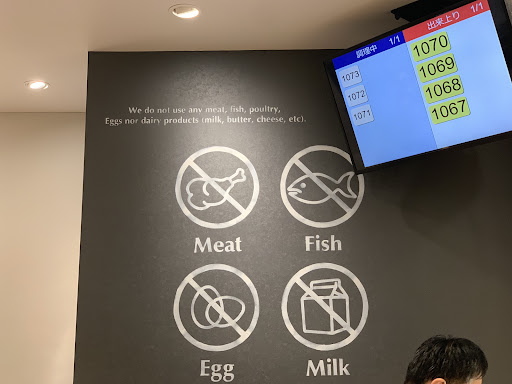 調理中 1/1
出来上り 1/1
1073
1072
1071
1070
1069
1068
1067
We do not use any meat, fish, poultry,
Eggs nor dairy products (milk, butter, cheese, etc).
Meat
Fish
Egg
Milk